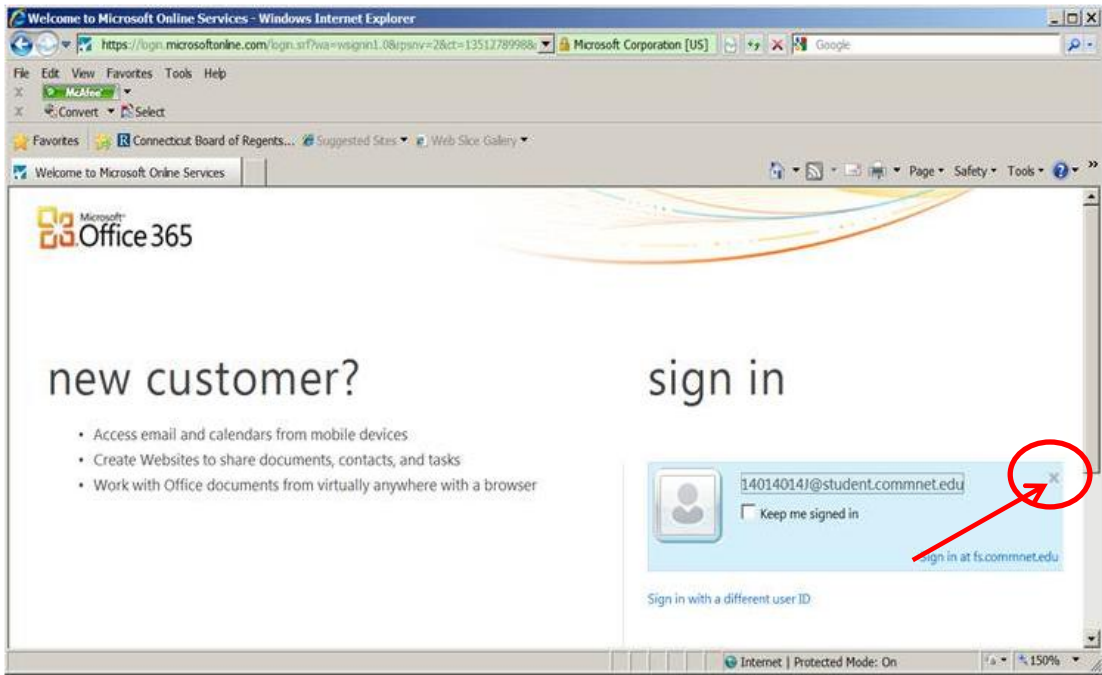 Welcome to Microsoft Online Services - Windows Internet Explorer
https://login.microsoftonline.com/login.srf?wa=wsignin1.0&rpsnv=2&ct=1351278998 Microsoft Corporation [US] Google
File Edit View Favorites Tools Help
X McAfee
X Convert Select
Favorites Connecticut Board of Regents... Suggested Sites Web Slice Gallery
Welcome to Microsoft Online Services Page Safety Tools »
Microsoft
Office 365
new customer?
• Access email and calendars from mobile devices
• Create Websites to share documents, contacts, and tasks
• Work with Office documents from virtually anywhere with a browser
sign in
14014014J@student.commnet.edu
Keep me signed in
Sign in at fs.commnet.edu
Sign in with a different user ID
Internet | Protected Mode: On 150%